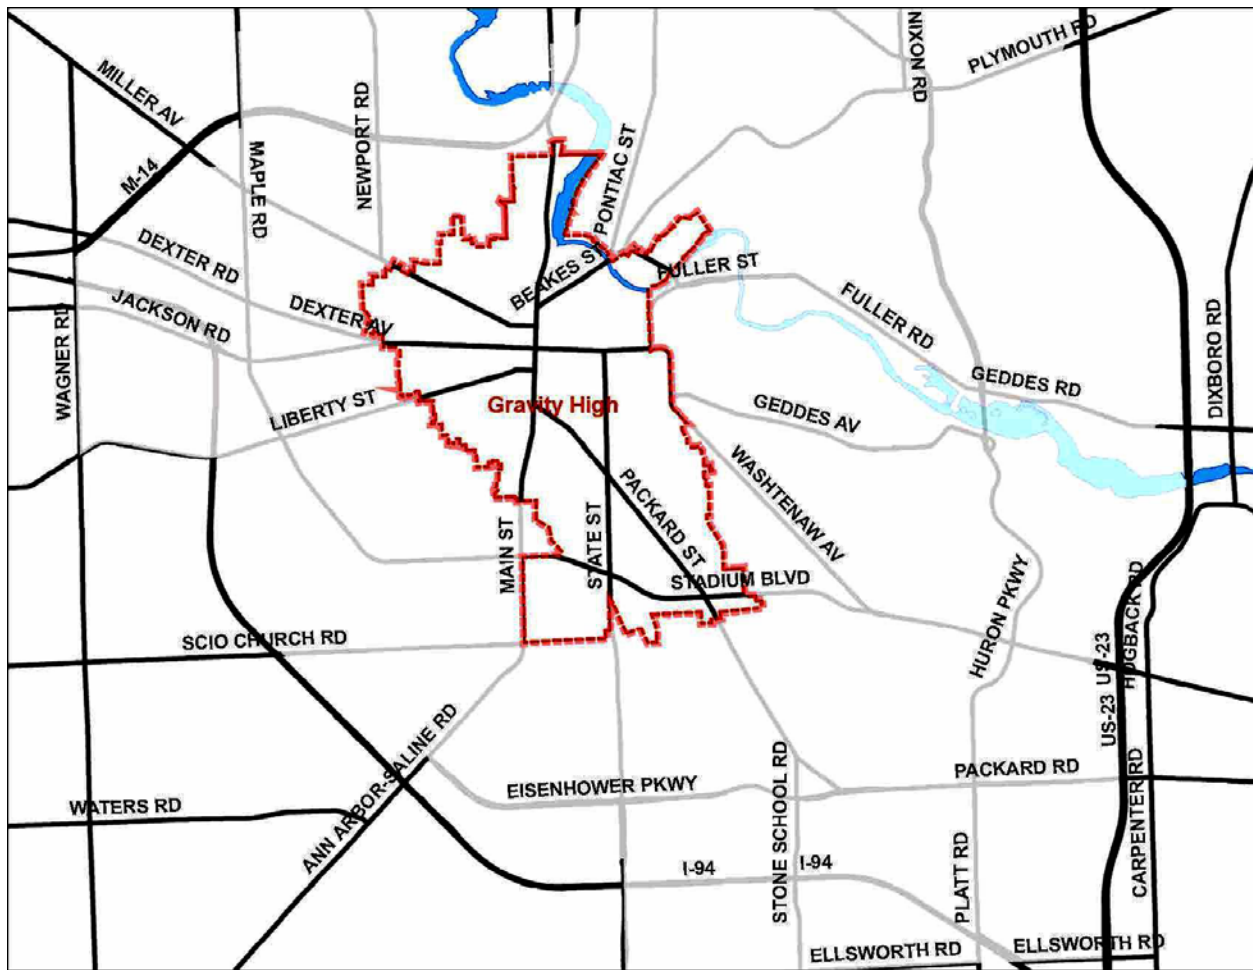 NIXON RD
PLYMOUTH RD
MILLER AV
NEWPORT RD
M-14
MAPLE RD
PONTIAC ST
DEXTER RD
BEAKES ST
FULLER ST
JACKSON RD
DEXTER AV
FULLER RD
WAGNER RD
DIXBORO RD
LIBERTY ST
Gravity High
GEDDES RD
GEDDES AV
WASHTENAW AV
PACKARD ST
MAIN ST
STATE ST
STADIUM BLVD
HURON PKWY
HOGBACK RD
SCIO CHURCH RD
US-23
US-23
ANN ARBOR-SALINE RD
EISENHOWER PKWY
STONE SCHOOL RD
PACKARD RD
WATERS RD
CARPENTER RD
I-94
I-94
PLATT RD
ELLSWORTH RD
ELLSWORTH RD